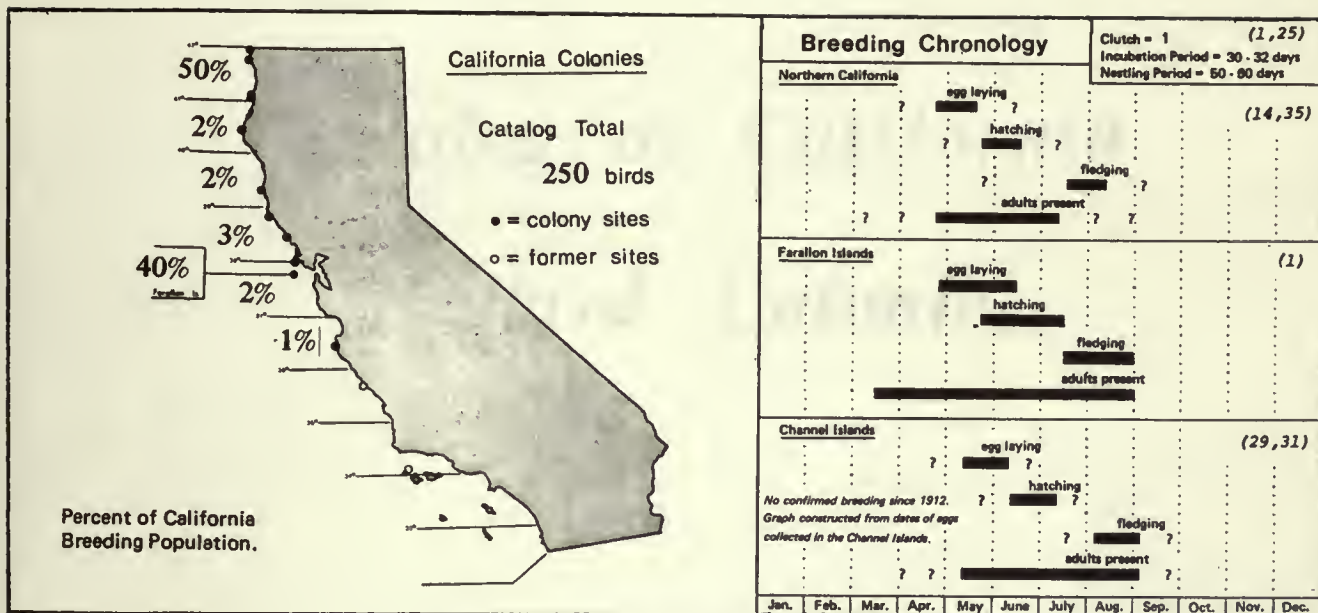 California Colonies
Catalog Total
250 birds
● = colony sites
○ = former sites
42°
50%
2%
2%
3%
40%
Farallon Is.
2%
1%
Percent of California
Breeding Population.
Breeding Chronology
Clutch = 1 (1,25)
Incubation Period = 30 - 32 days
Nestling Period = 50 - 60 days
Northern California
(14,35)
egg laying
? ?
hatching
? ?
fledging
? ?
adults present
? ? ? ?
Farallon Islands
(1)
egg laying
hatching
fledging
adults present
Channel Islands
(29,31)
egg laying
? ?
hatching
No confirmed breeding since 1912. ? ?
Graph constructed from dates of eggs
fledging
collected in the Channel Islands. ? ?
adults present
? ? ?
Jan. Feb. Mar. Apr. May June July Aug. Sep. Oct. Nov. Dec.